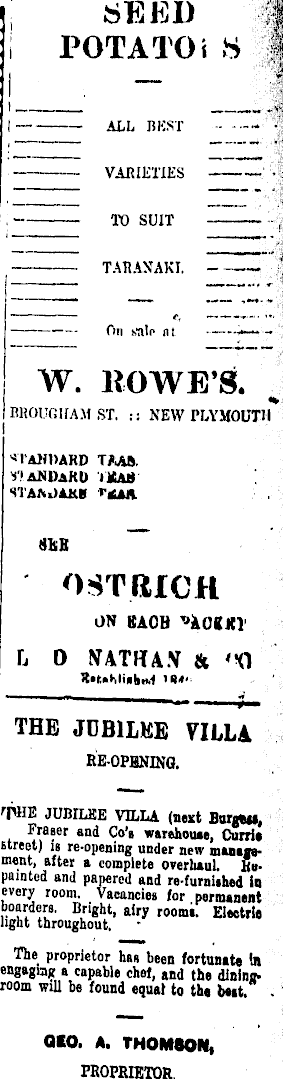 SEED
POTATOES
ALL BEST
VARIETIES
TO SUIT
TARANAKI.
On sale at
W. ROWE'S.
BROUGHAM ST. :: NEW PLYMOUTH
STANDARD TEAS.
STANDARD TEAS
STANDARD TEAS
SEE
OSTRICH
ON EACH PACKET
L D NATHAN & CO
Established 184
THE JUBILEE VILLA
RE-OPENING.
THE JUBILEE VILLA (next Burgess,
Fraser and Co's warehouse, Currie
street) is re-opening under new manage-
ment, after a complete overhaul. Re-
painted and papered and re-furnished in
every room. Vacancies for permanent
boarders. Bright, airy rooms. Electric
light throughout.
The proprietor has been fortunate in
engaging a capable chef, and the dining-
room will be found equal to the best.
GEO. A. THOMSON,
PROPRIETOR.